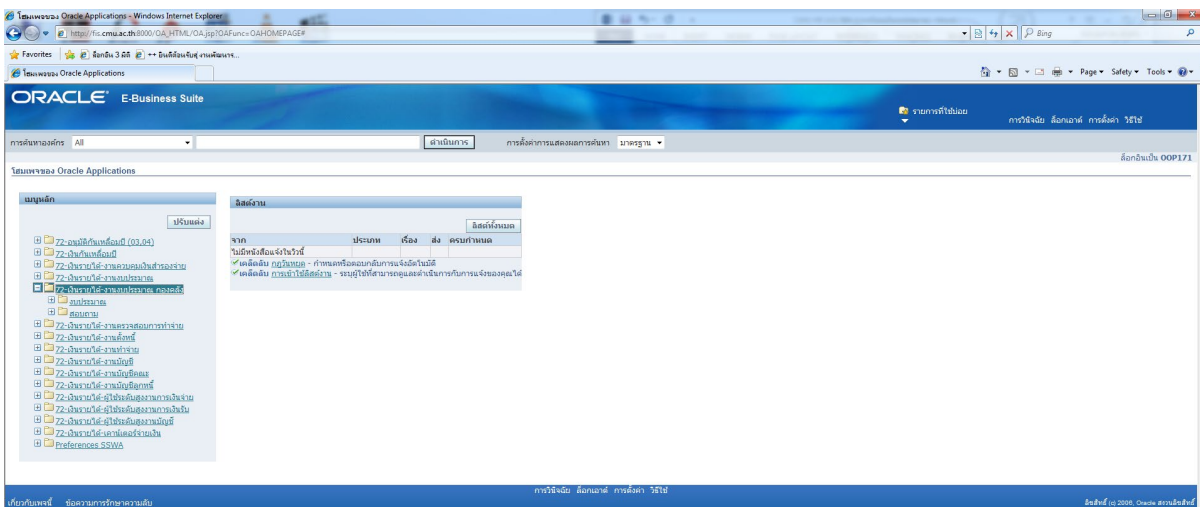 โฮมเพจของ Oracle Applications - Windows Internet Explorer
http://fis.cmu.ac.th:8000/OA_HTML/OA.jsp?OAFunc=OAHOMEPAGE#
Bing
Favorites
โฮมเพจของ Oracle Applications
Page Safety Tools
ORACLE E-Business Suite
รายการที่ใช้บ่อย
การวินิจฉัย ล็อกเอาต์ การตั้งค่า วิธีใช้
การค้นหาองค์กร All ดำเนินการ การตั้งค่าการแสดงผลการค้นหา มาตรฐาน
ล็อกอินเป็น OOP171
โฮมเพจของ Oracle Applications
เมนูหลัก
ปรับแต่ง
72-อนุมัติกันเหลื่อมปี (03,04)
72-เงินกันเหลื่อมปี
72-เงินรายได้-งานควบคุมเงินสำรองจ่าย
72-เงินรายได้-งานงบประมาณ
72-เงินรายได้-งานงบประมาณ กองคลัง
งบประมาณ
สอบถาม
72-เงินรายได้-งานตรวจสอบการทำจ่าย
72-เงินรายได้-งานตั้งหนี้
72-เงินรายได้-งานทำจ่าย
72-เงินรายได้-งานบัญชี
72-เงินรายได้-งานบัญชีคณะ
72-เงินรายได้-งานบัญชีลูกหนี้
72-เงินรายได้-ผู้ใช้ระดับสูงงานการเงินจ่าย
72-เงินรายได้-ผู้ใช้ระดับสูงงานการเงินรับ
72-เงินรายได้-ผู้ใช้ระดับสูงงานบัญชี
72-เงินรายได้-เคาน์เตอร์จ่ายเงิน
Preferences SSWA
ลิสต์งาน
ลิสต์ทั้งหมด
จาก ประเภท เรื่อง ส่ง ครบกำหนด
ไม่มีหนังสือแจ้งในวิวนี้
เคล็ดลับ กฎวันหยุด - กำหนดหรือตอบกลับการแจ้งอัตโนมัติ
เคล็ดลับ การเข้าใช้ลิสต์งาน - ระบุผู้ใช้ที่สามารถดูและดำเนินการกับการแจ้งของคุณได้
การวินิจฉัย ล็อกเอาต์ การตั้งค่า วิธีใช้
เกี่ยวกับเพจนี้ ข้อความการรักษาความลับ
ลิขสิทธิ์ (c) 2006, Oracle สงวนลิขสิทธิ์